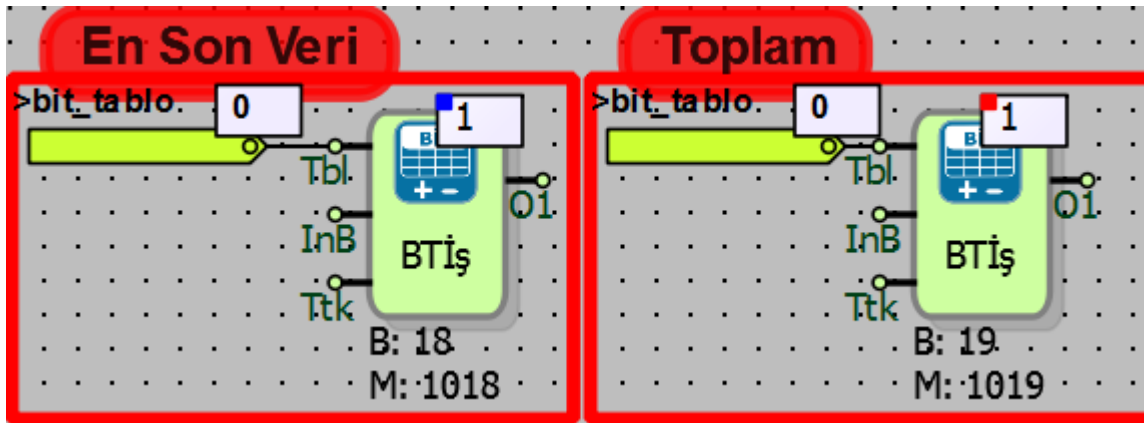 En Son Veri
>bit_tablo.
0
1
B
Tbl
InB
Ttk
O1
BTİş
B: 18
M: 1018
Toplam
>bit_tablo.
0
1
B
Tbl
InB
Ttk
O1
BTİş
B: 19
M: 1019